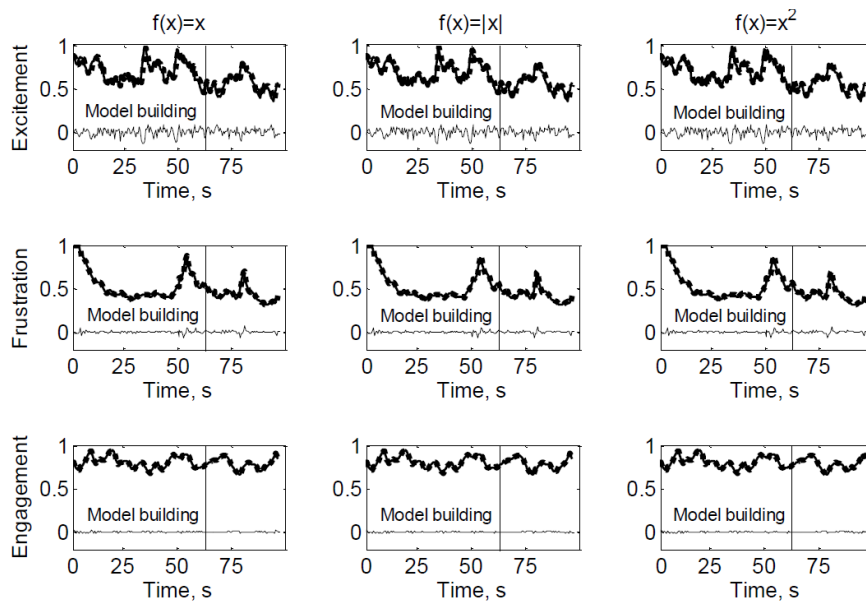 f(x)=x f(x)=|x| f(x)=x²
Excitement
1 1 1
0.5 0.5 0.5
Model building Model building Model building
0 0 0
0 25 50 75 0 25 50 75 0 25 50 75
Time, s Time, s Time, s
Frustration
1 1 1
0.5 0.5 0.5
Model building Model building Model building
0 0 0
0 25 50 75 0 25 50 75 0 25 50 75
Time, s Time, s Time, s
Engagement
1 1 1
0.5 0.5 0.5
Model building Model building Model building
0 0 0
0 25 50 75 0 25 50 75 0 25 50 75
Time, s Time, s Time, s